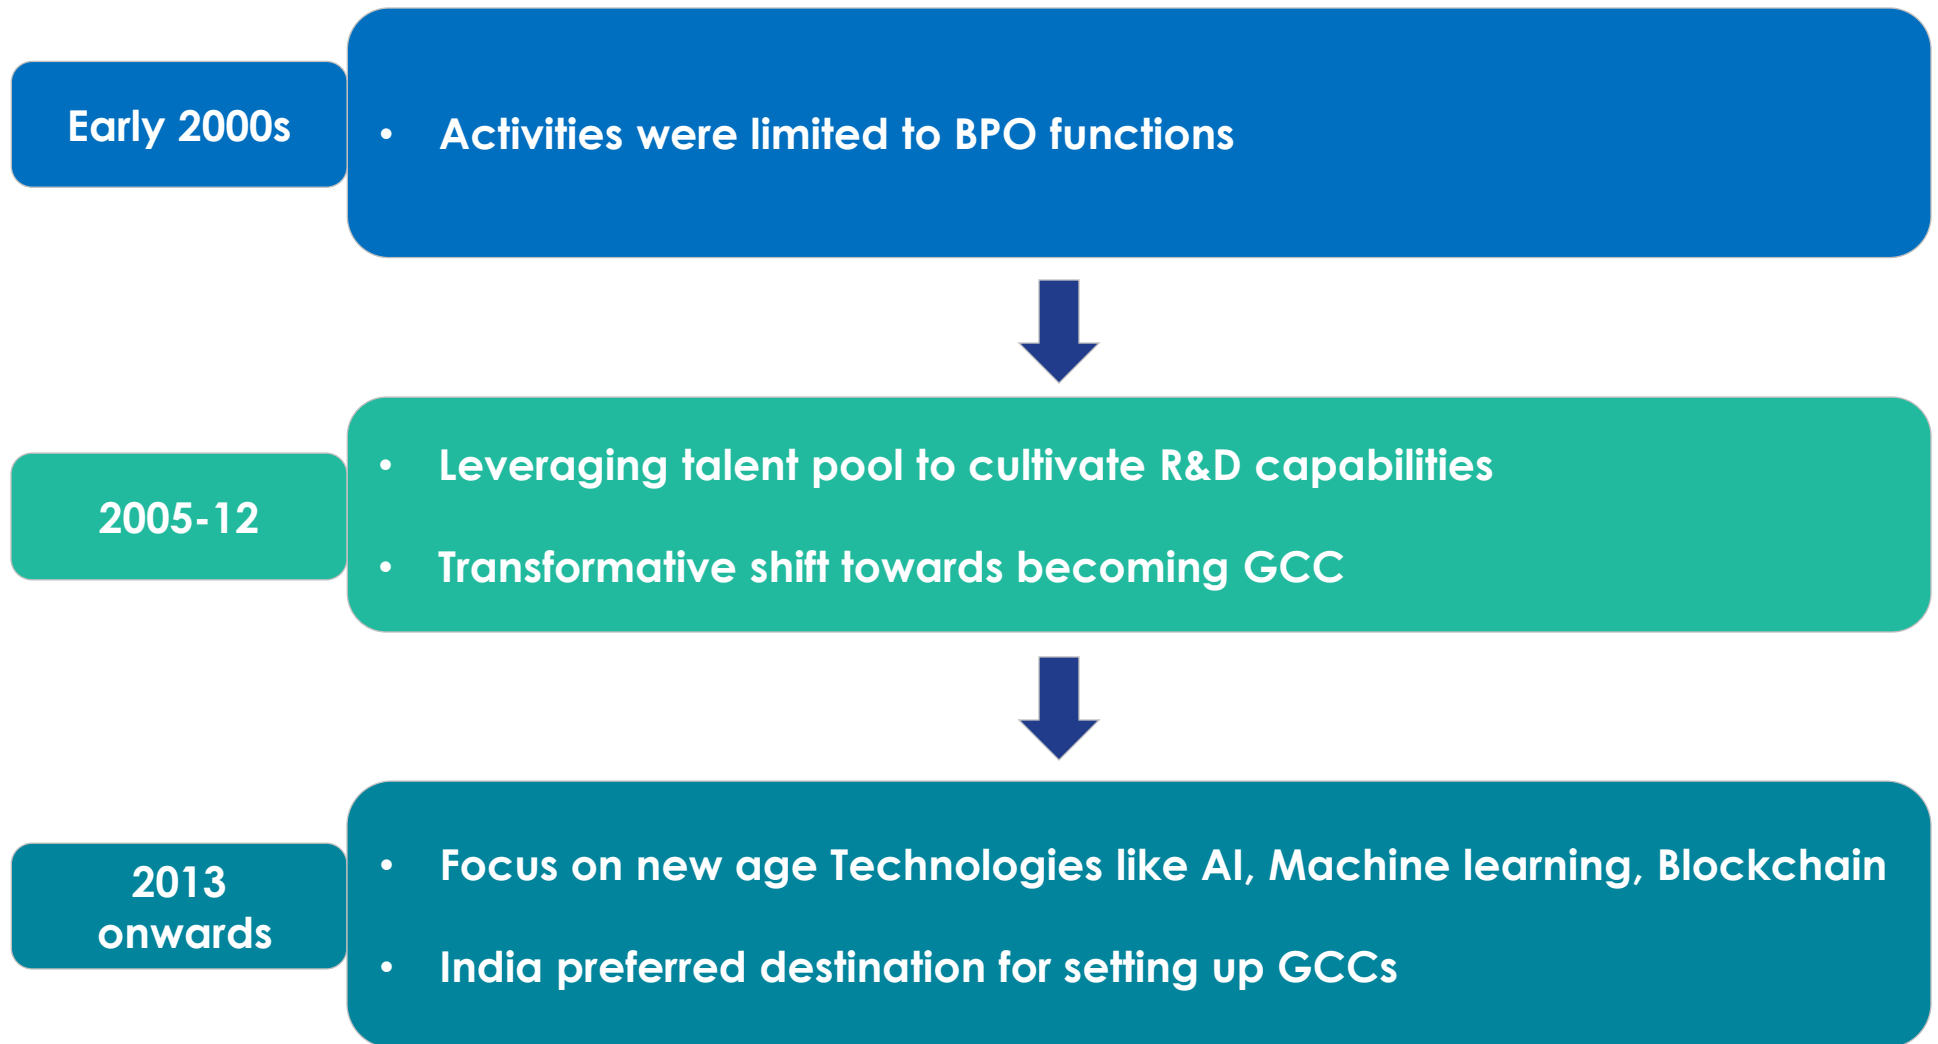 Early 2000s
• Activities were limited to BPO functions
2005-12
• Leveraging talent pool to cultivate R&D capabilities
• Transformative shift towards becoming GCC
2013
onwards
• Focus on new age Technologies like AI, Machine learning, Blockchain
• India preferred destination for setting up GCCs